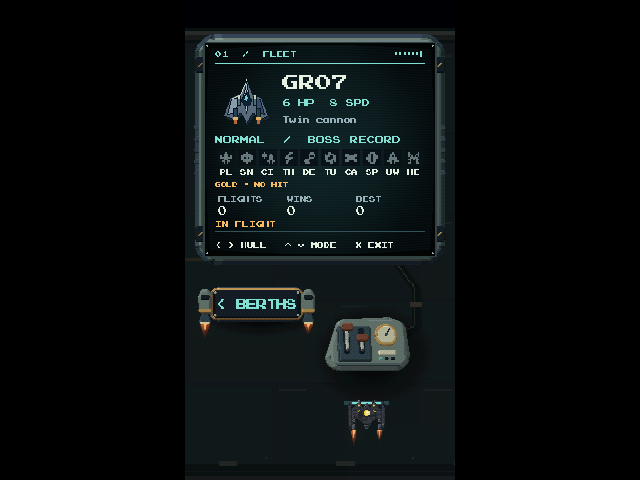 01 / FLEET
GR07
6 HP 8 SPD
Twin cannon
NORMAL / BOSS RECORD
PL SN CI TH DE TU CA SP UW HE
GOLD - NO HIT
FLIGHTS WINS BEST
0 0 0
IN FLIGHT
< > HULL ^ v MODE X EXIT
< BERTHS